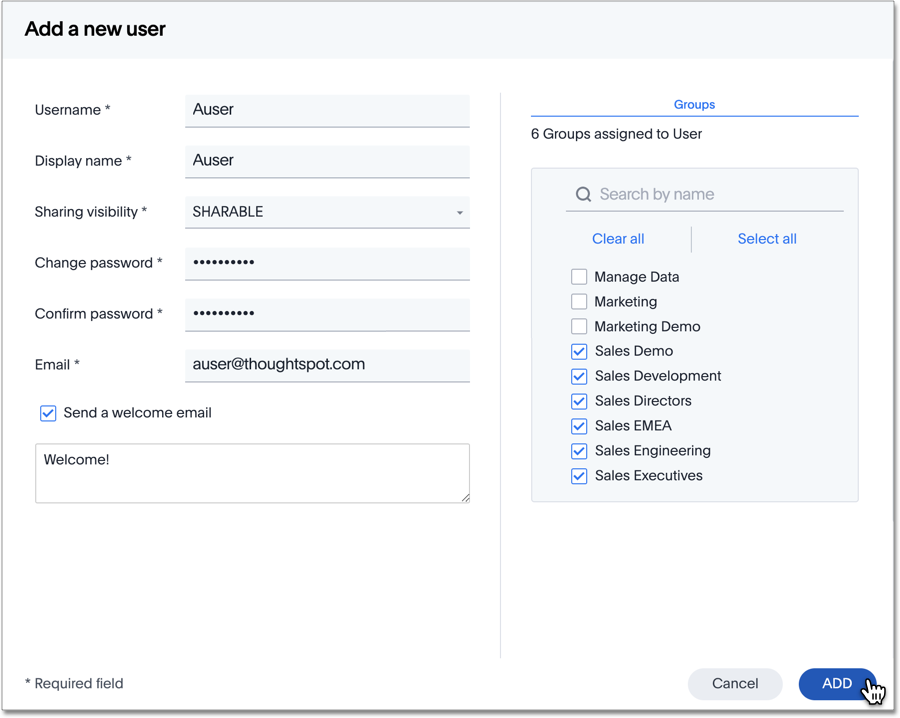 Add a new user
Username *
Auser
Display name *
Auser
Sharing visibility *
SHARABLE
Change password *
••••••••••
Confirm password *
••••••••••
Email *
auser@thoughtspot.com
Send a welcome email
Welcome!
Groups
6 Groups assigned to User
Search by name
Clear all
Select all
Manage Data
Marketing
Marketing Demo
Sales Demo
Sales Development
Sales Directors
Sales EMEA
Sales Engineering
Sales Executives
* Required field
Cancel
ADD